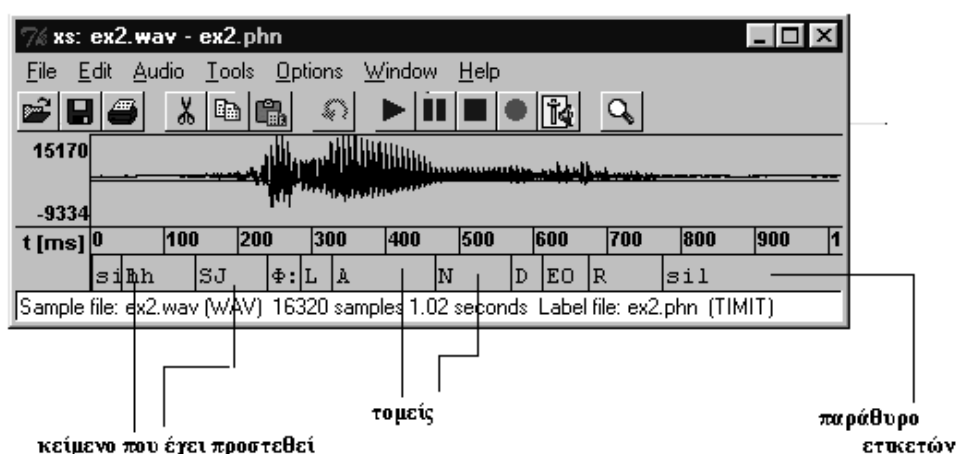 xs: ex2.wav - ex2.phn
File Edit Audio Tools Options Window Help
15170
-9334
t [ms] 0 100 200 300 400 500 600 700 800 900 1
sil hh SJ Φ: L A N D EO R sil
Sample file: ex2.wav (WAV) 16320 samples 1.02 seconds Label file: ex2.phn (TIMIT)
τομείς
παράθυρο
ετικετών
κείμενο που έχει προστεθεί